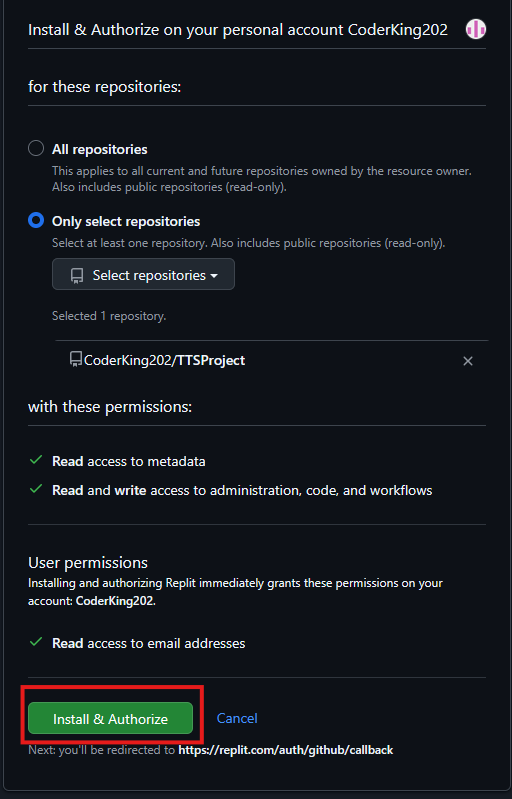 Install & Authorize on your personal account CoderKing202
for these repositories:
All repositories
This applies to all current and future repositories owned by the resource owner.
Also includes public repositories (read-only).
Only select repositories
Select at least one repository. Also includes public repositories (read-only).
Select repositories
Selected 1 repository.
CoderKing202/TTSProject
with these permissions:
Read access to metadata
Read and write access to administration, code, and workflows
User permissions
Installing and authorizing Replit immediately grants these permissions on your
account: CoderKing202.
Read access to email addresses
Install & Authorize Cancel
Next: you'll be redirected to https://replit.com/auth/github/callback